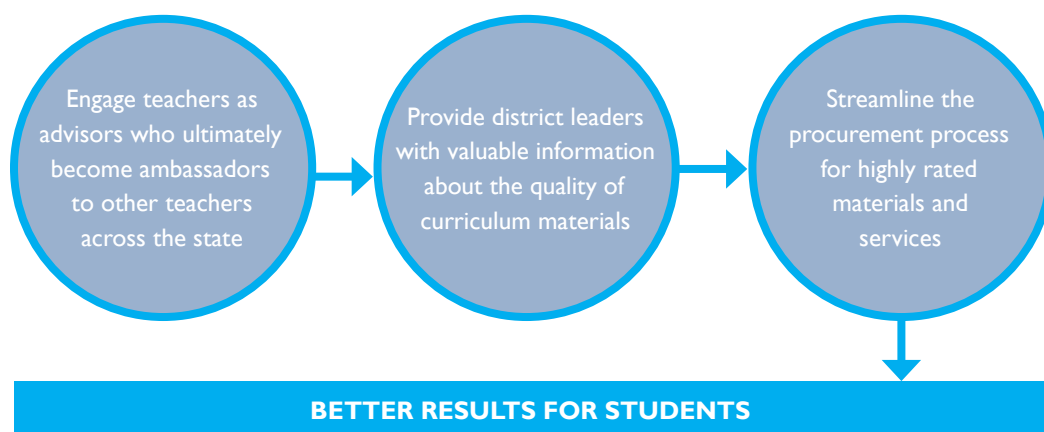 Engage teachers as
advisors who ultimately
become ambassadors
to other teachers
across the state
Provide district leaders
with valuable information
about the quality of
curriculum materials
Streamline the
procurement process
for highly rated
materials and
services
BETTER RESULTS FOR STUDENTS